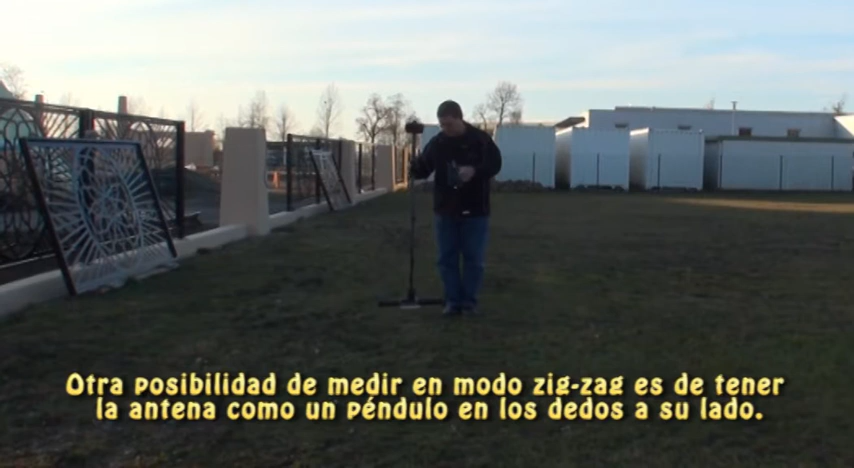 Otra posibilidad de medir en modo zig-zag es de tener
la antena como un péndulo en los dedos a su lado.